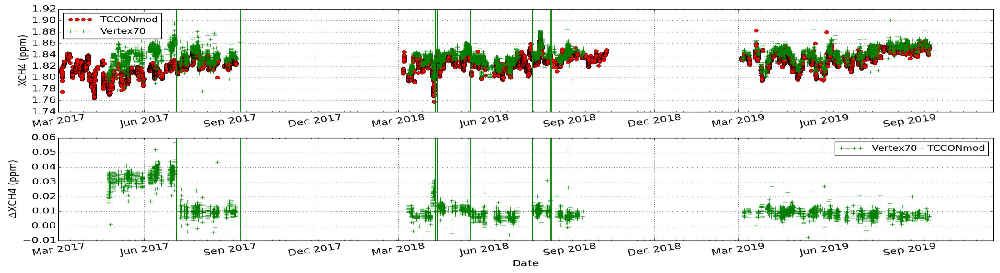 1.92
1.90
1.88
1.86
1.84
1.82
1.80
1.78
1.76
1.74
XCH4 (ppm)
TCCONmod
Vertex70
Mar 2017 Jun 2017 Sep 2017 Dec 2017 Mar 2018 Jun 2018 Sep 2018 Dec 2018 Mar 2019 Jun 2019 Sep 2019
0.06
0.05
0.04
0.03
0.02
0.01
0.00
−0.01
ΔXCH4 (ppm)
Vertex70 - TCCONmod
Mar 2017 Jun 2017 Sep 2017 Dec 2017 Mar 2018 Jun 2018 Sep 2018 Dec 2018 Mar 2019 Jun 2019 Sep 2019
Date